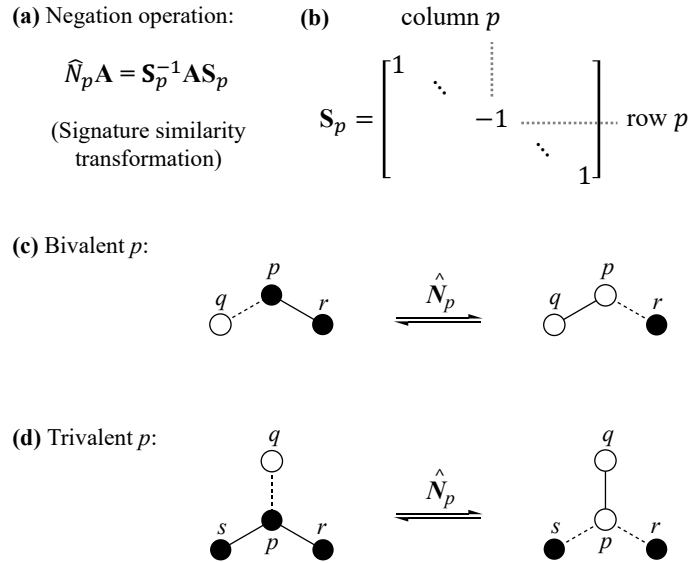 (a) Negation operation:
N̂ₚA = Sₚ⁻¹ASₚ
(Signature similarity
transformation)
(b)
column p
Sₚ = [1 ⋱ −1 ⋱ 1] row p
(c) Bivalent p:
q p r
N̂ₚ
q p r
(d) Trivalent p:
q
s p r
N̂ₚ
q
s p r